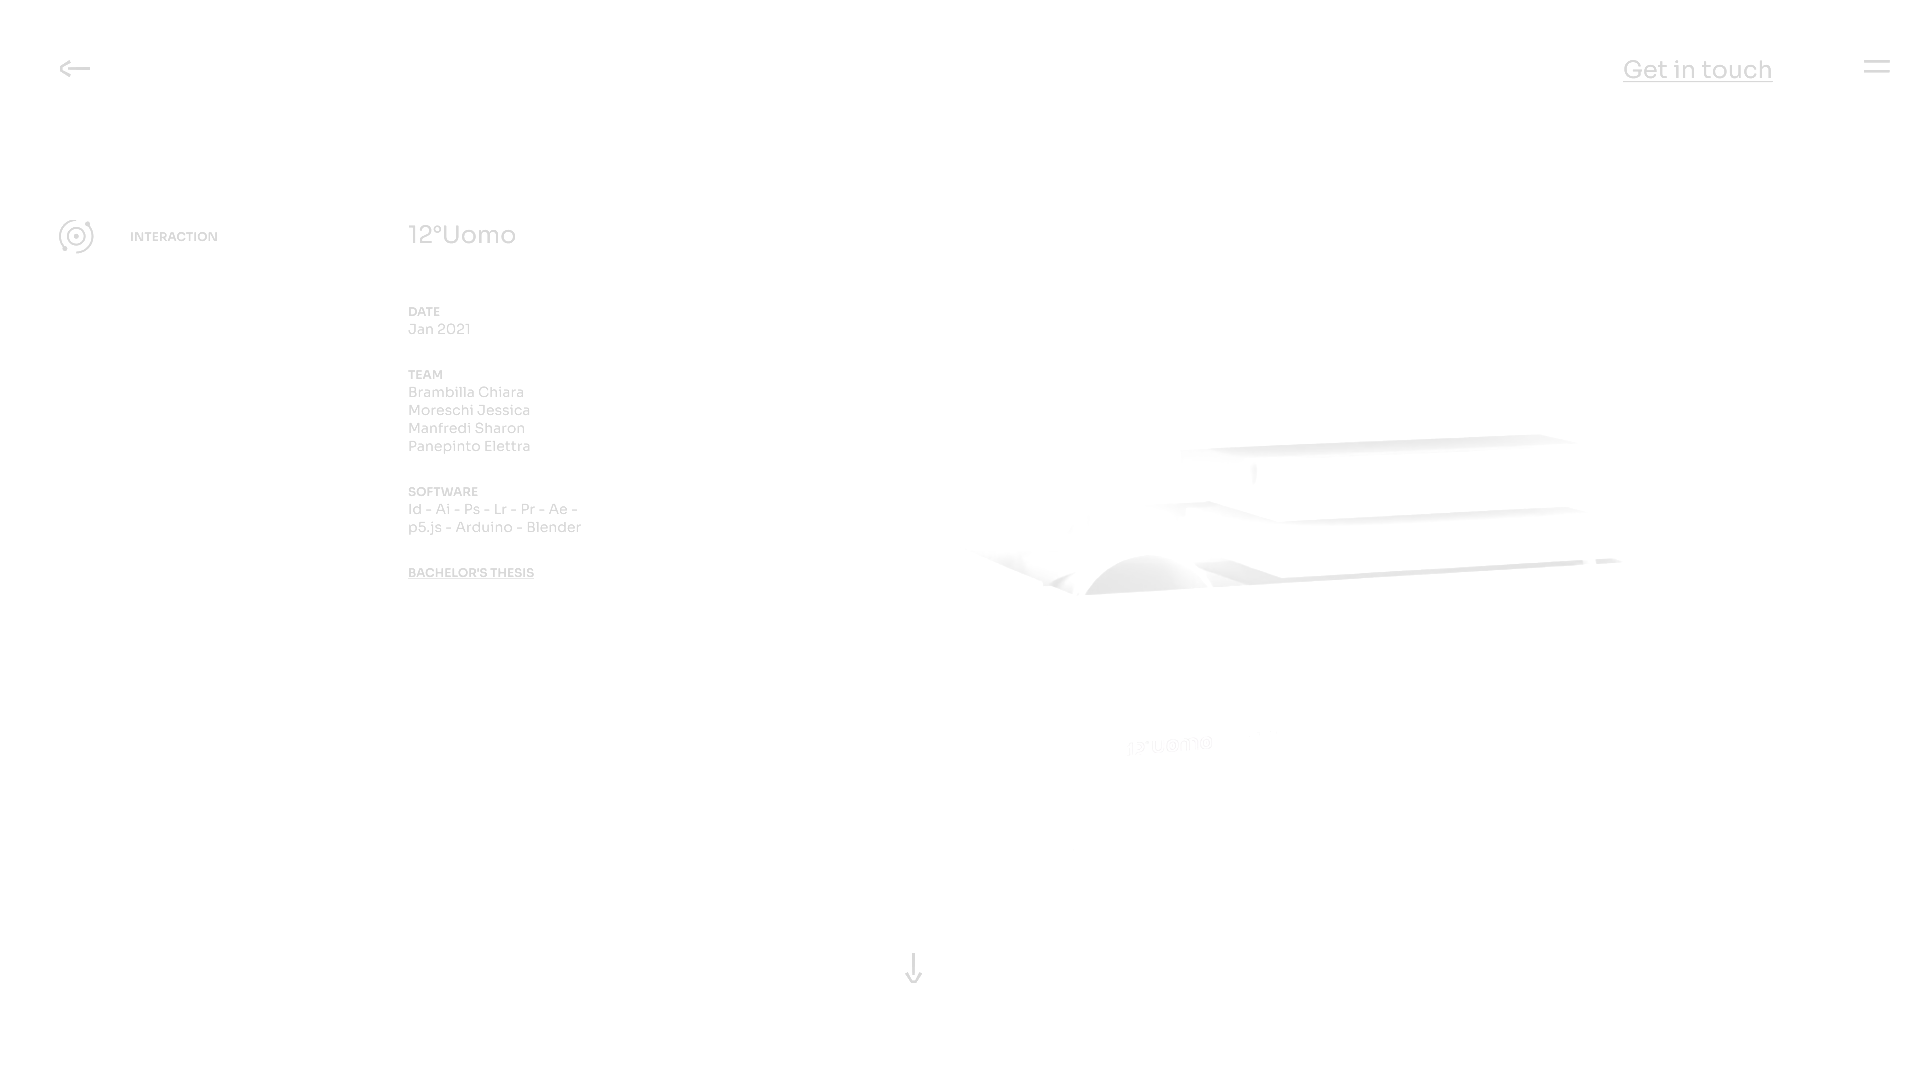 Get in touch
INTERACTION
12°Uomo
DATE
Jan 2021
TEAM
Brambilla Chiara
Moreschi Jessica
Manfredi Sharon
Panepinto Elettra
SOFTWARE
Id - Ai - Ps - Lr - Pr - Ae -
p5.js - Arduino - Blender
BACHELOR'S THESIS